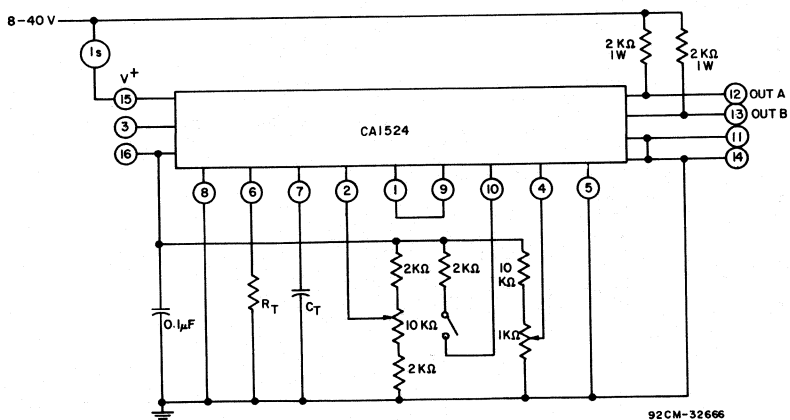 8-40 V
1s
2 KΩ
1W
2 KΩ
1W
V+
15
3
16
CA1524
12 OUT A
13 OUT B
11
14
8
6
7
2
1
9
10
4
5
2KΩ
2KΩ
10
KΩ
0.1μF
RT
CT
10 KΩ
1KΩ
2KΩ
92CM-32666